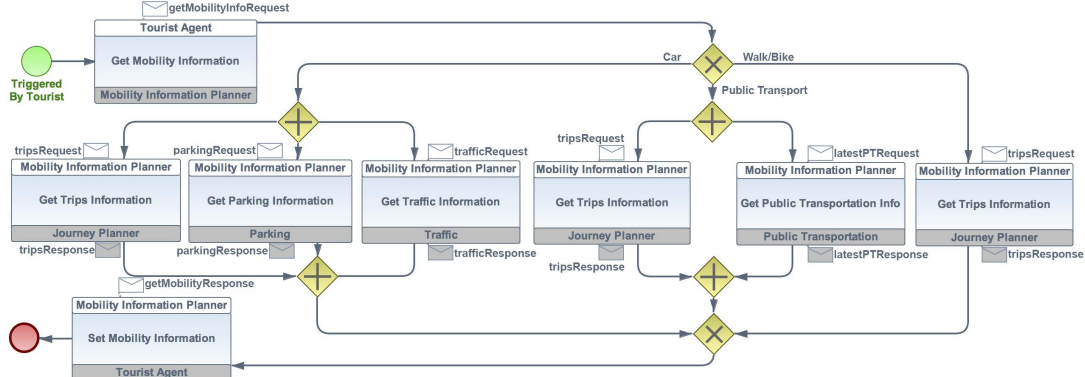 getMobilityInfoRequest
Tourist Agent
Get Mobility Information
Mobility Information Planner
Triggered
By Tourist
Car
Walk/Bike
Public Transport
tripsRequest
Mobility Information Planner
Get Trips Information
Journey Planner
tripsResponse
parkingRequest
Mobility Information Planner
Get Parking Information
Parking
parkingResponse
trafficRequest
Mobility Information Planner
Get Traffic Information
Traffic
trafficResponse
tripsRequest
Mobility Information Planner
Get Trips Information
Journey Planner
tripsResponse
latestPTRequest
Mobility Information Planner
Get Public Transportation Info
Public Transportation
latestPTResponse
tripsRequest
Mobility Information Planner
Get Trips Information
Journey Planner
tripsResponse
getMobilityResponse
Mobility Information Planner
Set Mobility Information
Tourist Agent